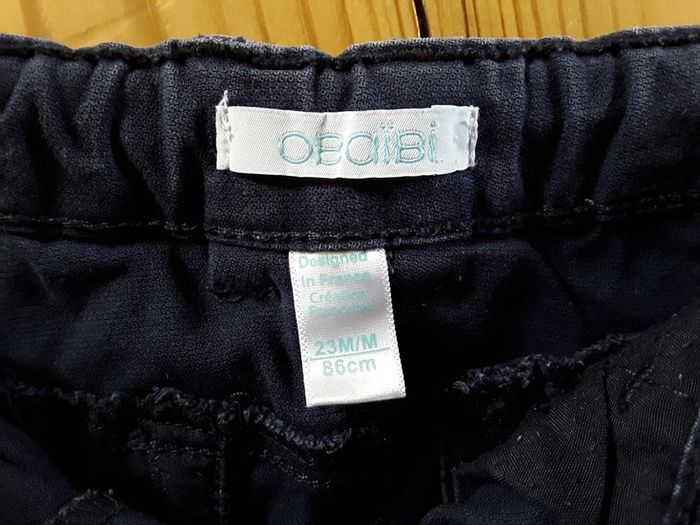 OBAÏBI
Designed
In France
Création
Française
23M/M
86cm